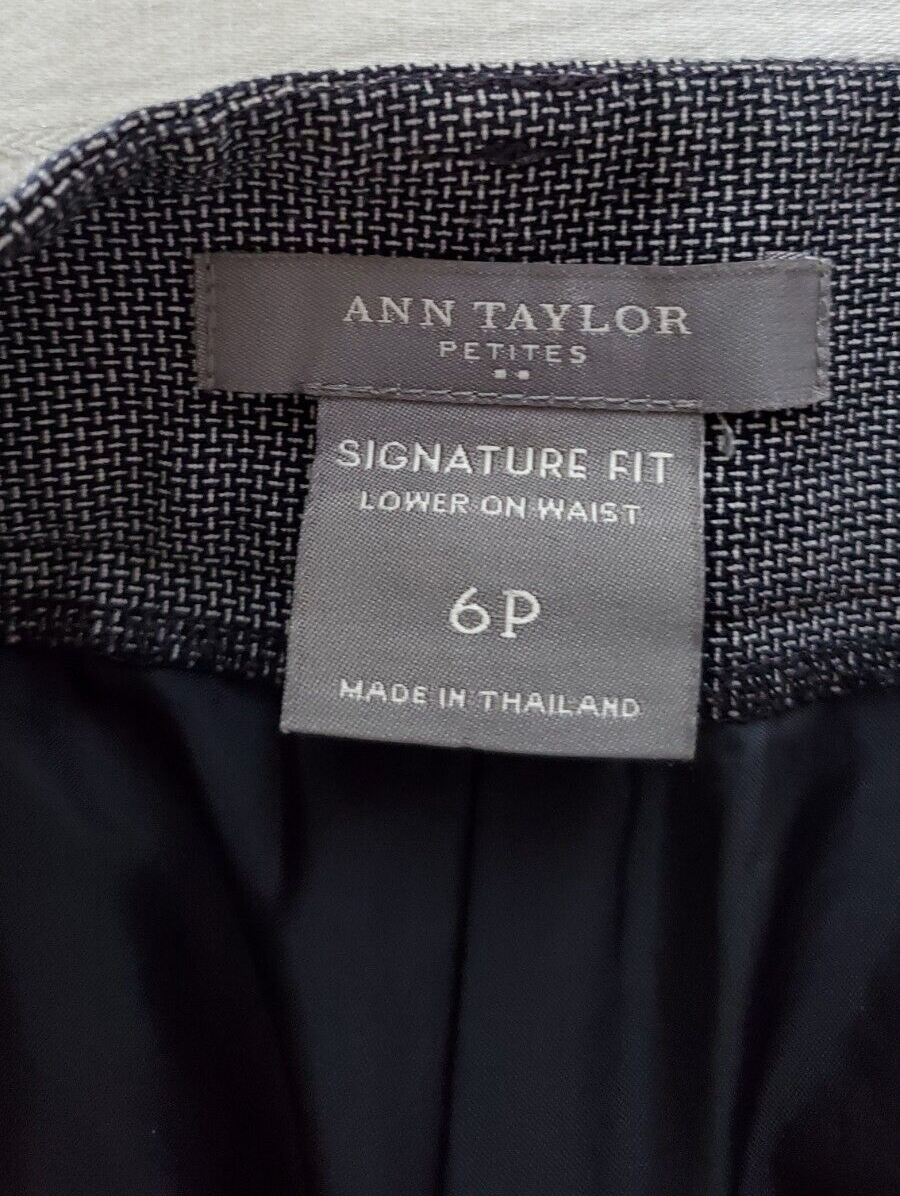 ANN TAYLOR
PETITES
SIGNATURE FIT
LOWER ON WAIST
6P
MADE IN THAILAND